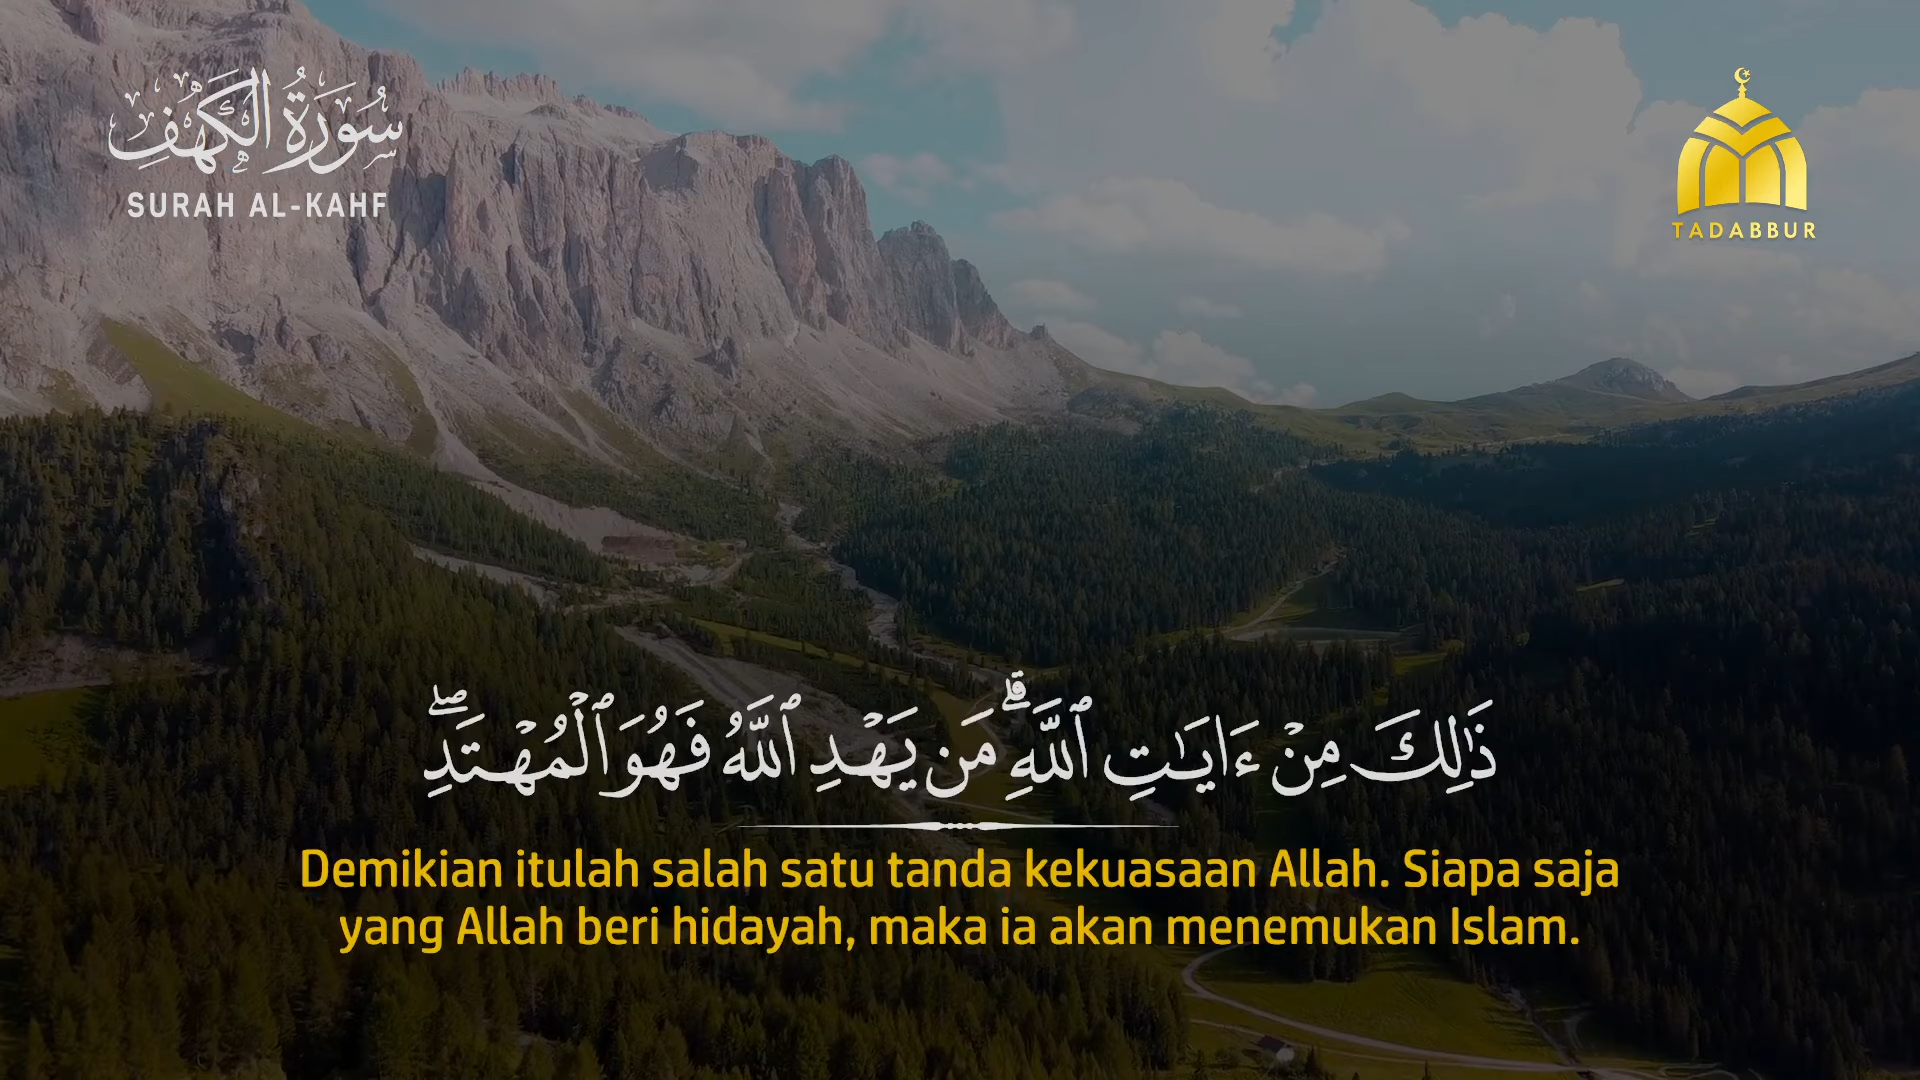 سُورَةُ الكَهْفِ
SURAH AL-KAHF
TADABBUR
ذَٰلِكَ مِنْ ءَايَـٰتِ ٱللَّهِ ۗ مَن يَهْدِ ٱللَّهُ فَهُوَ ٱلْمُهْتَدِ ۖ
Demikian itulah salah satu tanda kekuasaan Allah. Siapa saja
yang Allah beri hidayah, maka ia akan menemukan Islam.